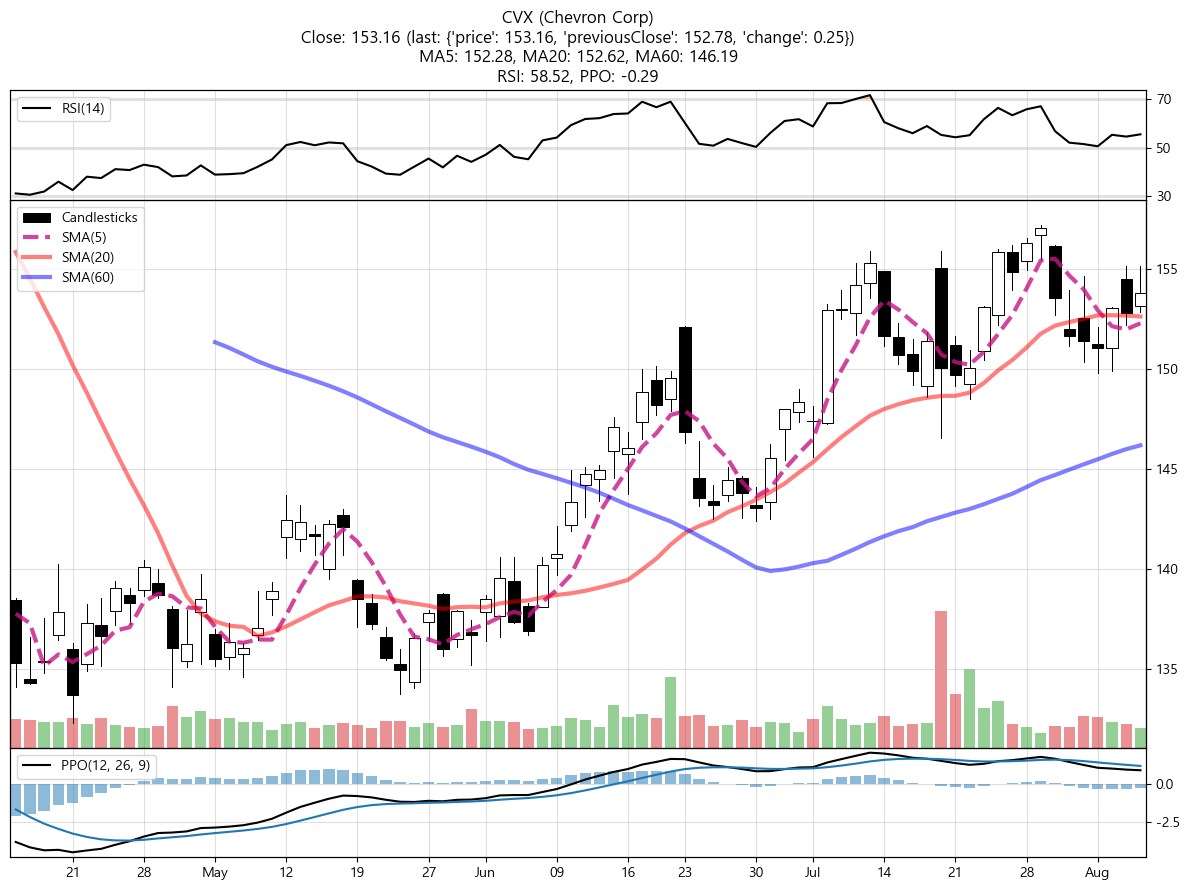 CVX (Chevron Corp)
Close: 153.16 (last: {'price': 153.16, 'previousClose': 152.78, 'change': 0.25})
MA5: 152.28, MA20: 152.62, MA60: 146.19
RSI: 58.52, PPO: -0.29
RSI(14)
70
50
30
Candlesticks
SMA(5)
SMA(20)
SMA(60)
155
150
145
140
135
PPO(12, 26, 9)
0.0
-2.5
21 28 May 12 19 27 Jun 09 16 23 30 Jul 14 21 28 Aug